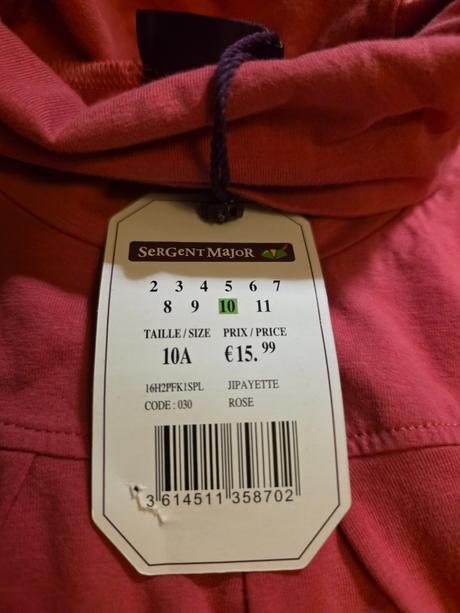 SeRGeNT MajoR
2 3 4 5 6 7
8 9 10 11
TAILLE / SIZE PRIX / PRICE
10A €15.99
16H2PFK1SPL JIPAYETTE
CODE : 030 ROSE
3 614511 358702